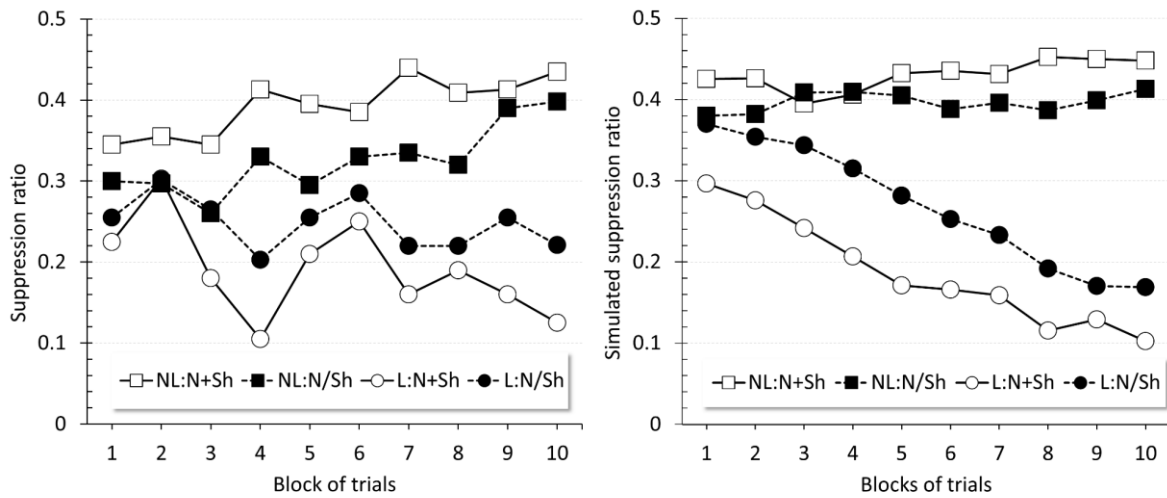 Suppression ratio
0.5
0.4
0.3
0.2
0.1
0
NL:N+Sh NL:N/Sh L:N+Sh L:N/Sh
1 2 3 4 5 6 7 8 9 10
Block of trials
Simulated suppression ratio
0.5
0.4
0.3
0.2
0.1
0
NL:N+Sh NL:N/Sh L:N+Sh L:N/Sh
1 2 3 4 5 6 7 8 9 10
Blocks of trials